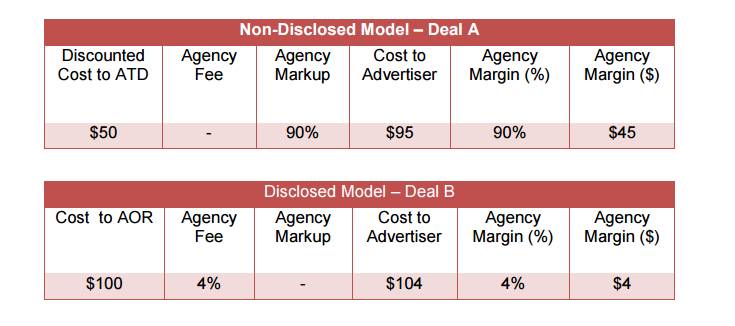 Non-Disclosed Model – Deal A
Discounted Cost to ATD Agency Fee Agency Markup Cost to Advertiser Agency Margin (%) Agency Margin ($)
$50 - 90% $95 90% $45
Disclosed Model – Deal B
Cost to AOR Agency Fee Agency Markup Cost to Advertiser Agency Margin (%) Agency Margin ($)
$100 4% - $104 4% $4